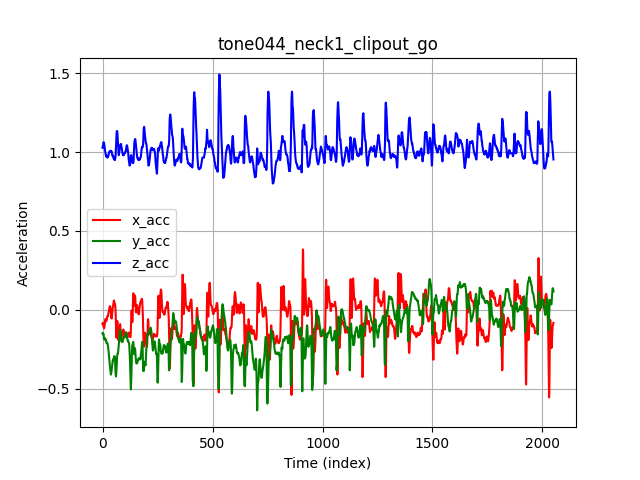 tone044_neck1_clipout_go
1.5
1.0
0.5
0.0
−0.5
Acceleration
x_acc
y_acc
z_acc
0
500
1000
1500
2000
Time (index)